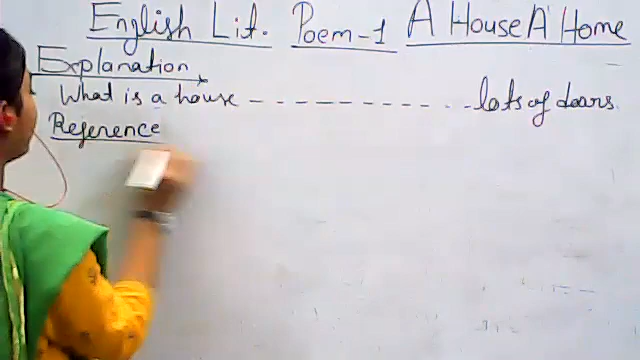 English Lit. Poem-1 A House A Home
Explanation
What is a house - - - - - - - - - - - lots of doors.
Reference